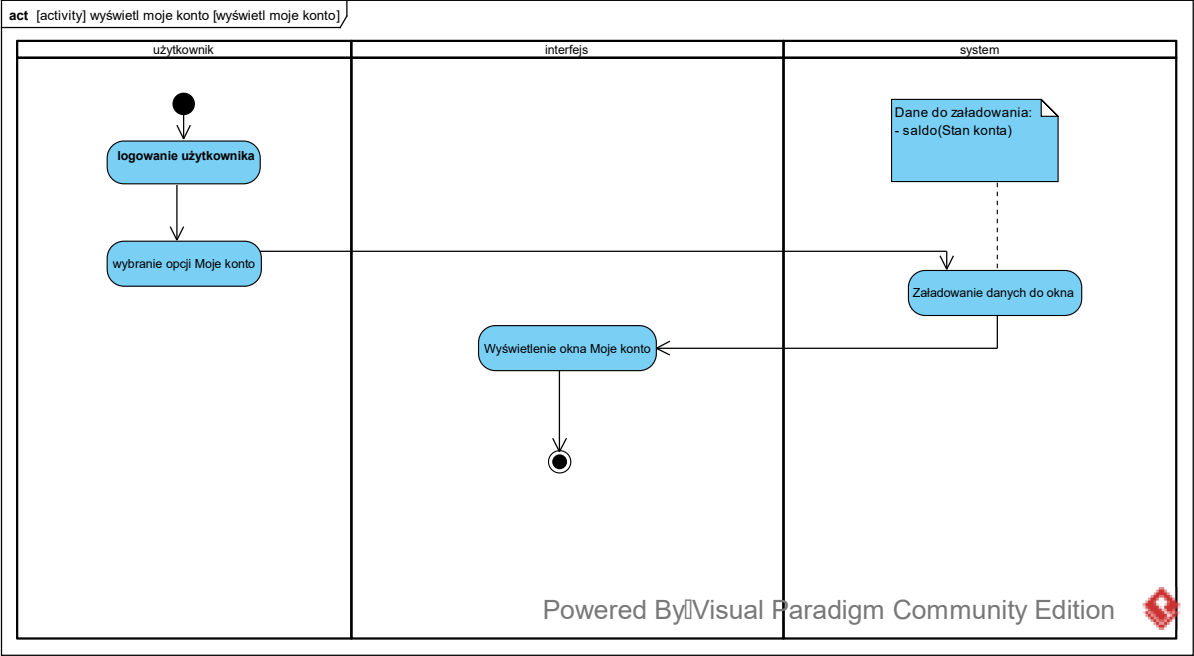 act [activity] wyświetl moje konto [wyświetl moje konto]
użytkownik
interfejs
system
Dane do załadowania:
- saldo(Stan konta)
logowanie użytkownika
wybranie opcji Moje konto
Załadowanie danych do okna
Wyświetlenie okna Moje konto
Powered By▯Visual Paradigm Community Edition